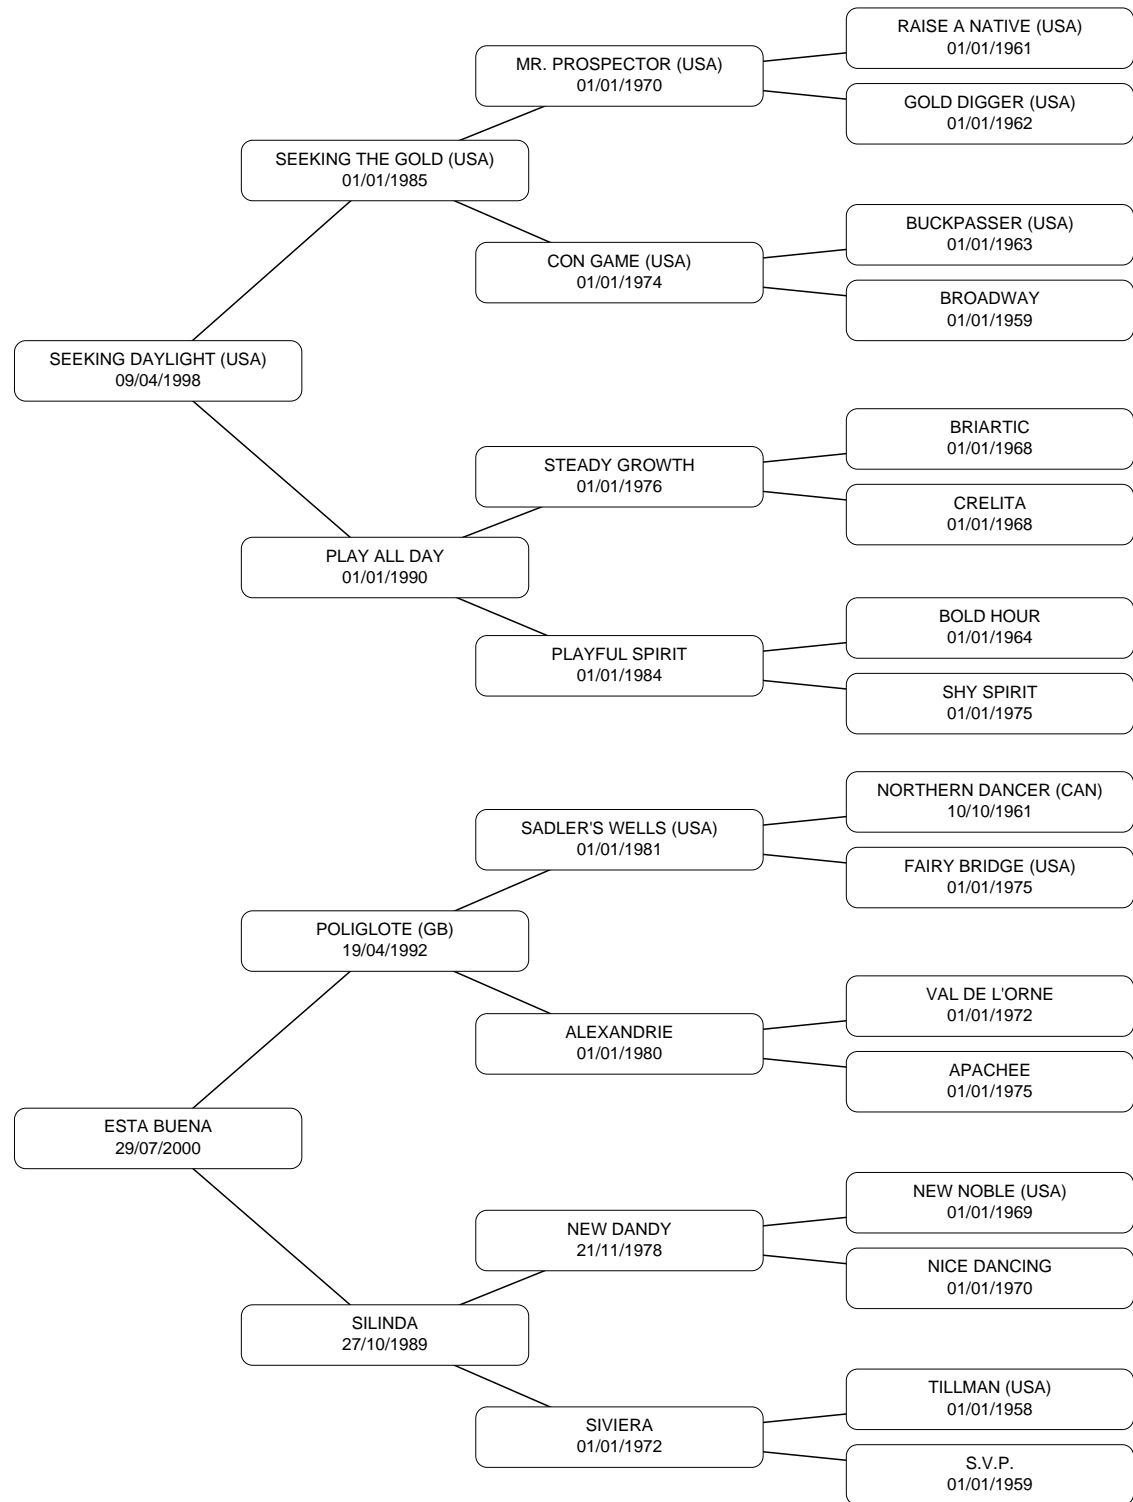 RAISE A NATIVE (USA)
01/01/1961
MR. PROSPECTOR (USA)
01/01/1970
GOLD DIGGER (USA)
01/01/1962
SEEKING THE GOLD (USA)
01/01/1985
BUCKPASSER (USA)
01/01/1963
CON GAME (USA)
01/01/1974
BROADWAY
01/01/1959
SEEKING DAYLIGHT (USA)
09/04/1998
BRIARTIC
01/01/1968
STEADY GROWTH
01/01/1976
CRELITA
01/01/1968
PLAY ALL DAY
01/01/1990
BOLD HOUR
01/01/1964
PLAYFUL SPIRIT
01/01/1984
SHY SPIRIT
01/01/1975
NORTHERN DANCER (CAN)
10/10/1961
SADLER'S WELLS (USA)
01/01/1981
FAIRY BRIDGE (USA)
01/01/1975
POLIGLOTE (GB)
19/04/1992
VAL DE L'ORNE
01/01/1972
ALEXANDRIE
01/01/1980
APACHEE
01/01/1975
ESTA BUENA
29/07/2000
NEW NOBLE (USA)
01/01/1969
NEW DANDY
21/11/1978
NICE DANCING
01/01/1970
SILINDA
27/10/1989
TILLMAN (USA)
01/01/1958
SIVIERA
01/01/1972
S.V.P.
01/01/1959